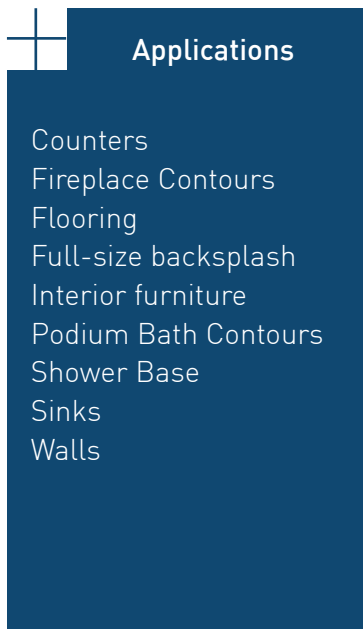 Applications
Counters
Fireplace Contours
Flooring
Full-size backsplash
Interior furniture
Podium Bath Contours
Shower Base
Sinks
Walls